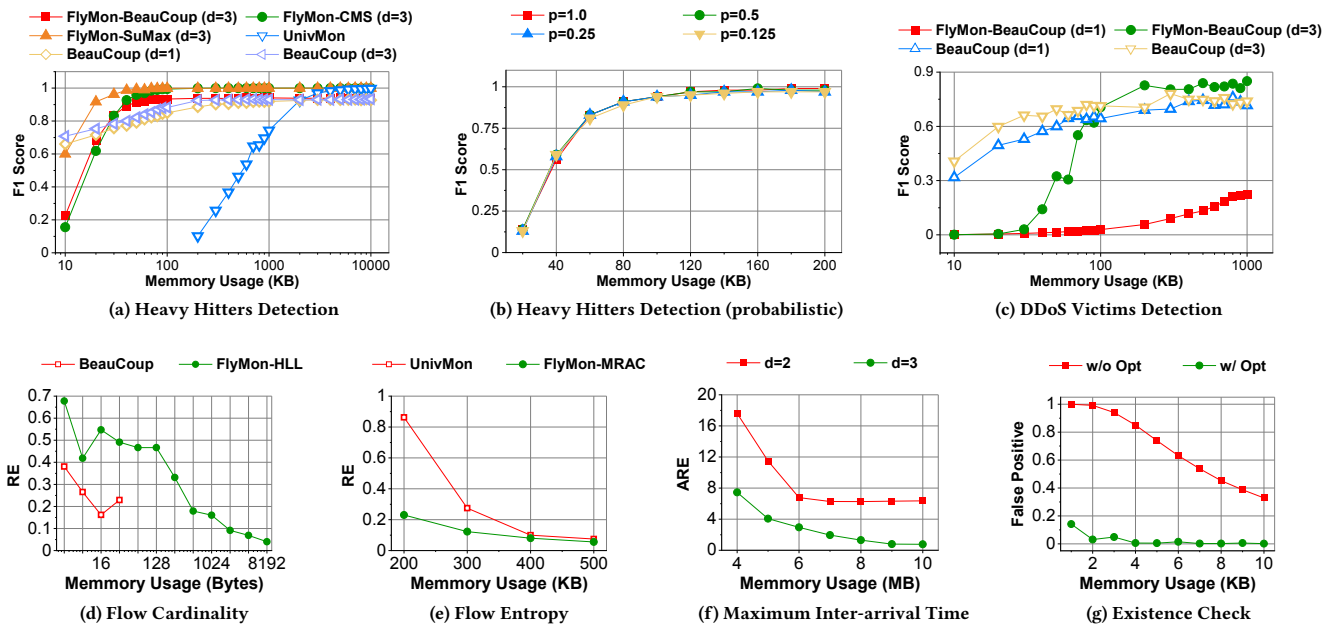 FlyMon-BeauCoup (d=3) FlyMon-CMS (d=3)
FlyMon-SuMax (d=3) UnivMon
BeauCoup (d=1) BeauCoup (d=3)
F1 Score
1
0.8
0.6
0.4
0.2
0
10 100 1000 10000
Memmory Usage (KB)
(a) Heavy Hitters Detection
p=1.0 p=0.5
p=0.25 p=0.125
F1 Score
1
0.75
0.5
0.25
0
40 80 120 160 200
Memmory Usage (KB)
(b) Heavy Hitters Detection (probabilistic)
FlyMon-BeauCoup (d=1) FlyMon-BeauCoup (d=3)
BeauCoup (d=1) BeauCoup (d=3)
F1 Score
0.9
0.6
0.3
0
10 100 1000
Memmory Usage (KB)
(c) DDoS Victims Detection
BeauCoup FlyMon-HLL
RE
0.7
0.6
0.5
0.4
0.3
0.2
0.1
0
16 128 1024 8192
Memmory Usage (Bytes)
(d) Flow Cardinality
UnivMon FlyMon-MRAC
RE
1
0.8
0.6
0.4
0.2
0
200 300 400 500
Memmory Usage (KB)
(e) Flow Entropy
d=2 d=3
ARE
20
16
12
8
4
0
4 6 8 10
Memmory Usage (MB)
(f) Maximum Inter-arrival Time
w/o Opt w/ Opt
False Positive
1
0.8
0.6
0.4
0.2
0
2 4 6 8 10
Memmory Usage (KB)
(g) Existence Check